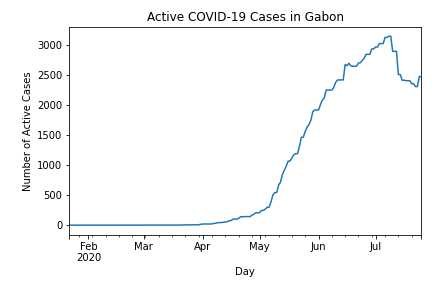 Active COVID-19 Cases in Gabon
Number of Active Cases
3000
2500
2000
1500
1000
500
0
Feb Mar Apr May Jun Jul
2020
Day